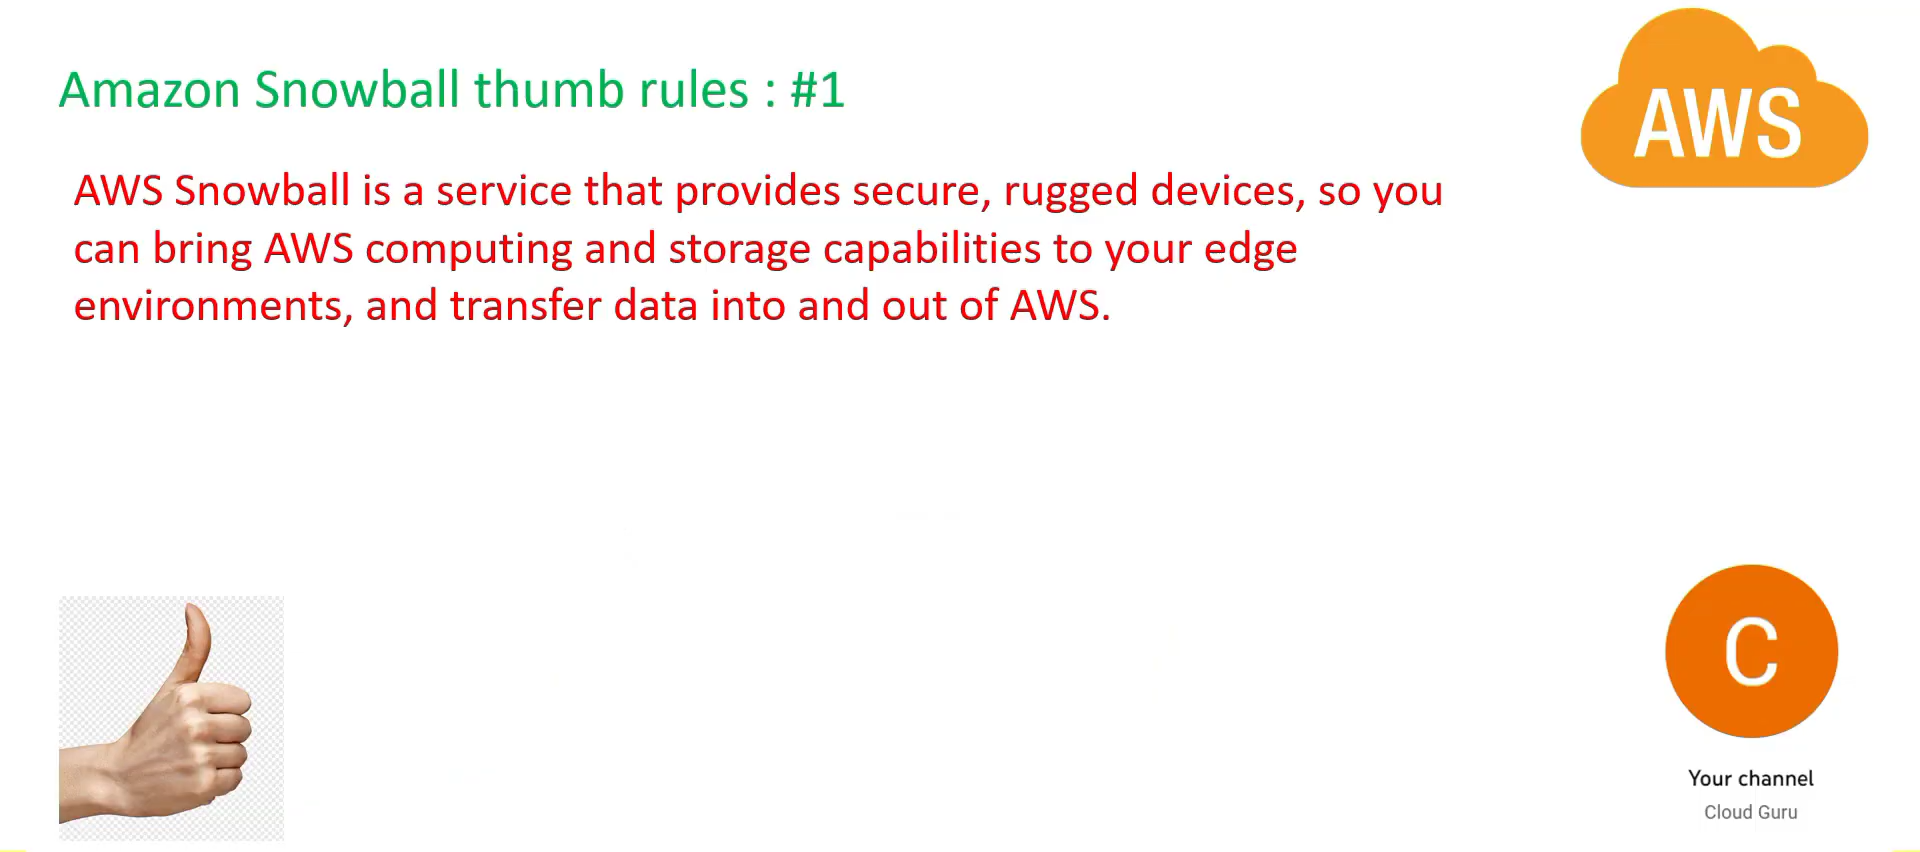 Amazon Snowball thumb rules : #1
AWS
AWS Snowball is a service that provides secure, rugged devices, so you
can bring AWS computing and storage capabilities to your edge
environments, and transfer data into and out of AWS.
C
Your channel
Cloud Guru